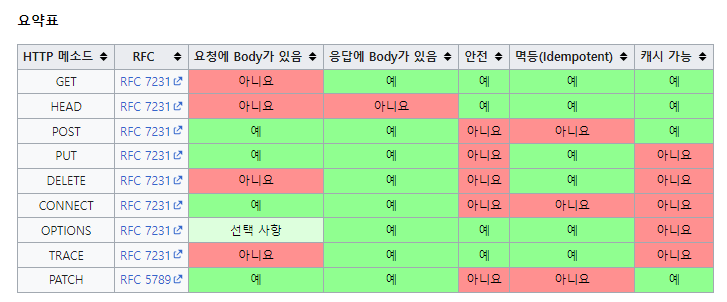 요약표
HTTP 메소드 RFC 요청에 Body가 있음 응답에 Body가 있음 안전 멱등(Idempotent) 캐시 가능
GET RFC 7231 아니요 예 예 예 예
HEAD RFC 7231 아니요 아니요 예 예 예
POST RFC 7231 예 예 아니요 아니요 예
PUT RFC 7231 예 예 아니요 예 아니요
DELETE RFC 7231 아니요 예 아니요 예 아니요
CONNECT RFC 7231 예 예 아니요 아니요 아니요
OPTIONS RFC 7231 선택 사항 예 예 예 아니요
TRACE RFC 7231 아니요 예 예 예 아니요
PATCH RFC 5789 예 예 아니요 아니요 예